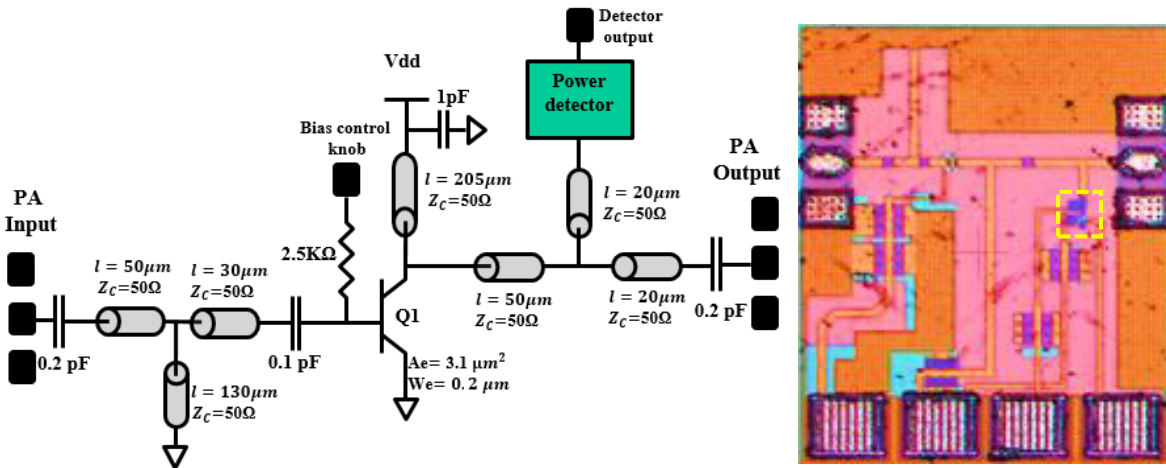 Detector
output
Vdd
Power
detector
1pF
Bias control
knob
PA
Output
PA
Input
l = 205μm
Z_C=50Ω
l = 20μm
Z_C=50Ω
2.5KΩ
l = 50μm
Z_C=50Ω
l = 30μm
Z_C=50Ω
Q1
l = 50μm
Z_C=50Ω
l = 20μm
Z_C=50Ω
0.2 pF
0.2 pF
0.1 pF
Ae= 3.1 μm²
We= 0.2 μm
l = 130μm
Z_C=50Ω